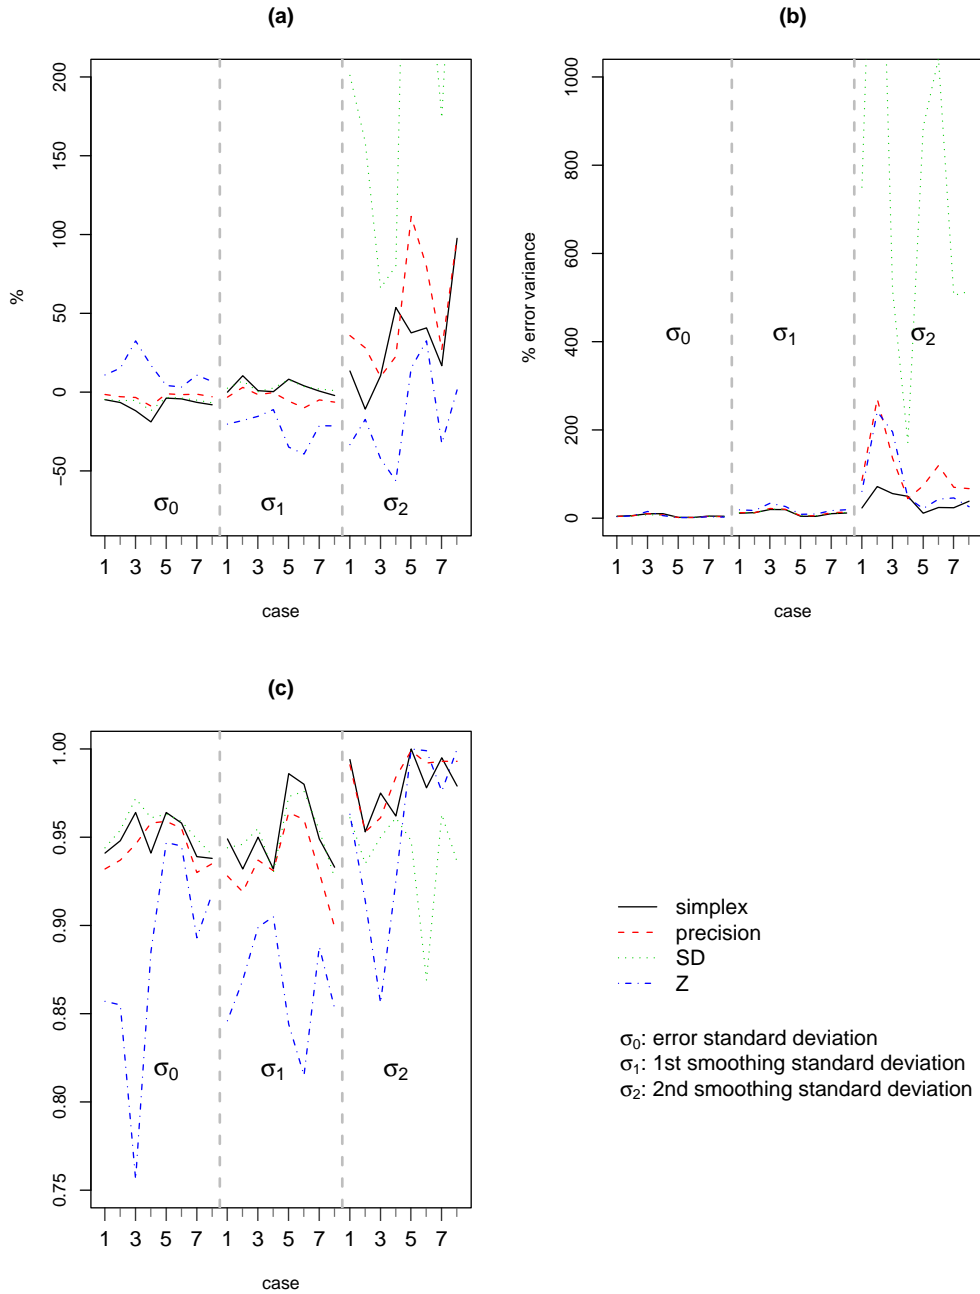 (a)
%
200
150
100
50
0
−50
σ0
σ1
σ2
1 3 5 7 1 3 5 7 1 3 5 7
case
(b)
% error variance
1000
800
600
400
200
0
σ0
σ1
σ2
1 3 5 7 1 3 5 7 1 3 5 7
case
(c)
1.00
0.95
0.90
0.85
0.80
0.75
σ0
σ1
σ2
1 3 5 7 1 3 5 7 1 3 5 7
case
simplex
precision
SD
Z
σ0: error standard deviation
σ1: 1st smoothing standard deviation
σ2: 2nd smoothing standard deviation